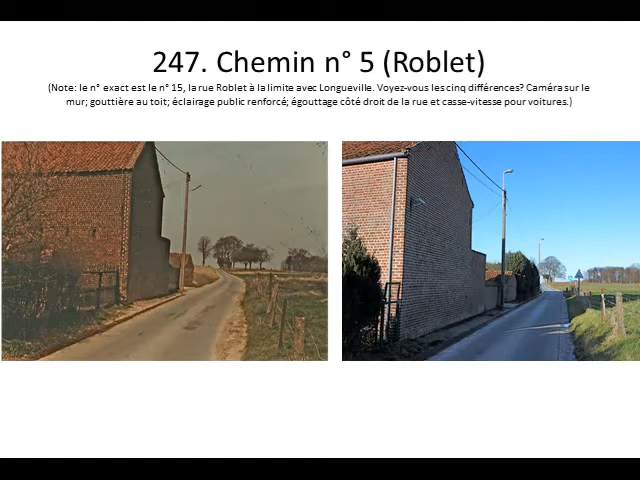 247. Chemin n° 5 (Roblet)
(Note: le n° exact est le n° 15, la rue Roblet à la limite avec Longueville. Voyez-vous les cinq différences? Caméra sur le
mur; gouttière au toit; éclairage public renforcé; égouttage côté droit de la rue et casse-vitesse pour voitures.)